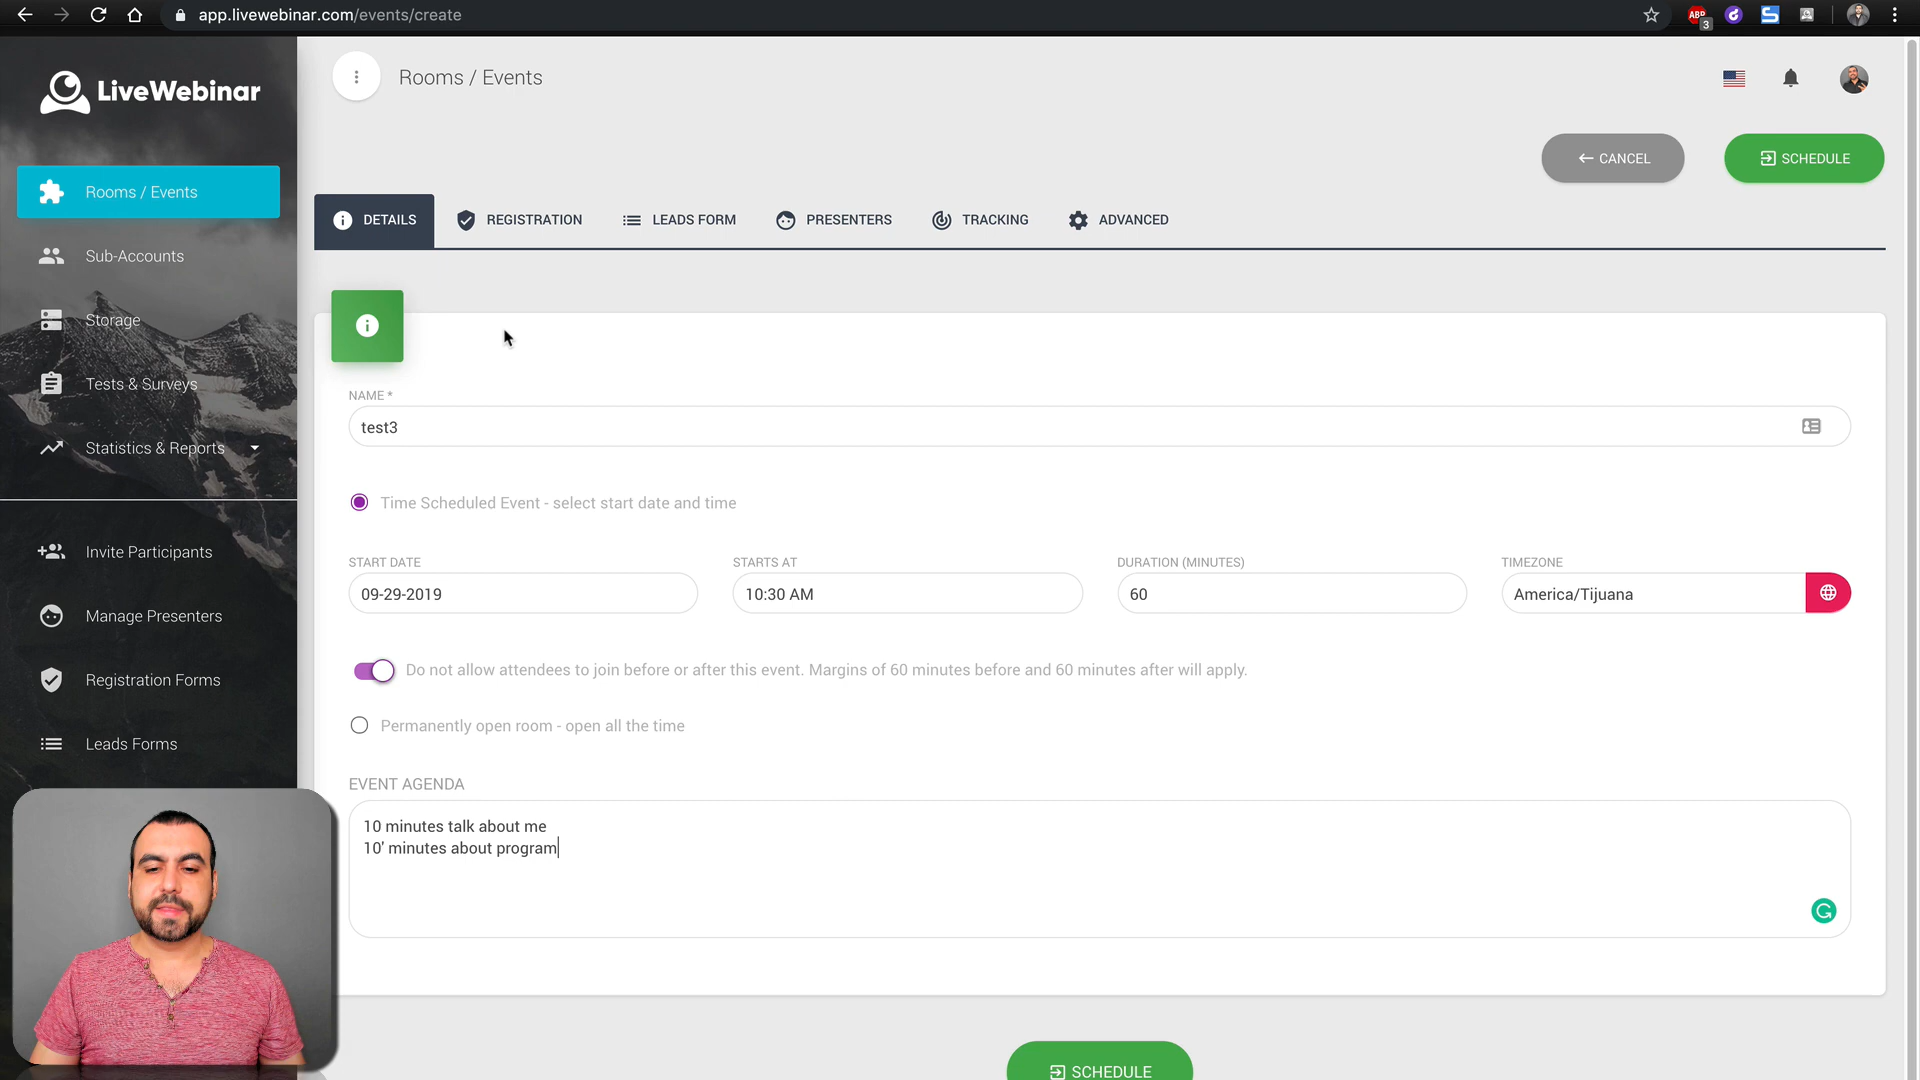 app.livewebinar.com/events/create
ABP
3
LiveWebinar
Rooms / Events
CANCEL
SCHEDULE
Rooms / Events
Sub-Accounts
Storage
Tests & Surveys
Statistics & Reports
Invite Participants
Manage Presenters
Registration Forms
Leads Forms
DETAILS
REGISTRATION
LEADS FORM
PRESENTERS
TRACKING
ADVANCED
NAME *
test3
Time Scheduled Event - select start date and time
START DATE
STARTS AT
DURATION (MINUTES)
TIMEZONE
09-29-2019
10:30 AM
60
America/Tijuana
Do not allow attendees to join before or after this event. Margins of 60 minutes before and 60 minutes after will apply.
Permanently open room - open all the time
EVENT AGENDA
10 minutes talk about me
10' minutes about program
SCHEDULE